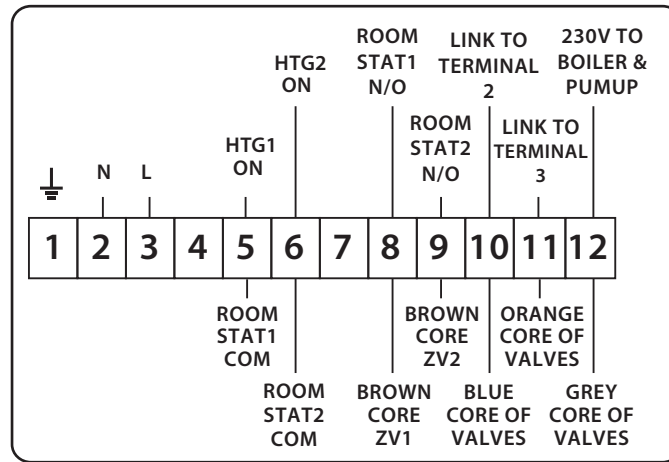 HTG2
ON
ROOM
STAT1
N/O
LINK TO
TERMINAL
2
230V TO
BOILER &
PUMUP
N
L
HTG1
ON
ROOM
STAT2
N/O
LINK TO
TERMINAL
3
1 2 3 4 5 6 7 8 9 10 11 12
ROOM
STAT1
COM
ROOM
STAT2
COM
BROWN
CORE
ZV1
BROWN
CORE
ZV2
BLUE
CORE OF
VALVES
ORANGE
CORE OF
VALVES
GREY
CORE OF
VALVES